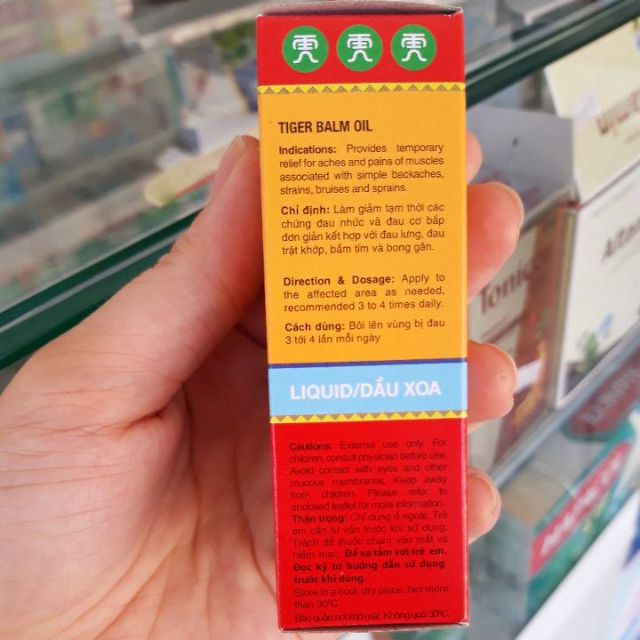 虎 虎 虎
TIGER BALM OIL
Indications: Provides temporary
relief for aches and pains of muscles
associated with simple backaches,
strains, bruises and sprains.
Chỉ định: Làm giảm tạm thời các
chứng đau nhức và đau cơ bắp
đơn giản kết hợp với đau lưng, đau
trật khớp, bầm tím và bong gân.
Direction & Dosage: Apply to
the affected area as needed,
recommended 3 to 4 times daily.
Cách dùng: Bôi lên vùng bị đau
3 tới 4 lần mỗi ngày
LIQUID/DẦU XOA
Cautions: External use only. For
children, consult physician before use.
Avoid contact with eyes and other
mucous membranes. Keep away
from children. Please refer to
enclosed leaflet for more information.
Thận trọng: Chỉ dùng ở ngoài. Trẻ
em cần tư vấn trước khi sử dụng.
Tránh để thuốc chạm vào mắt và
niêm mạc. Để xa tầm với trẻ em.
Đọc kỹ tờ hướng dẫn sử dụng
trước khi dùng.
Store in a cool, dry place. Not more
than 30°C.
Bảo quản nơi khô mát. Không quá 30°C.
Tonic